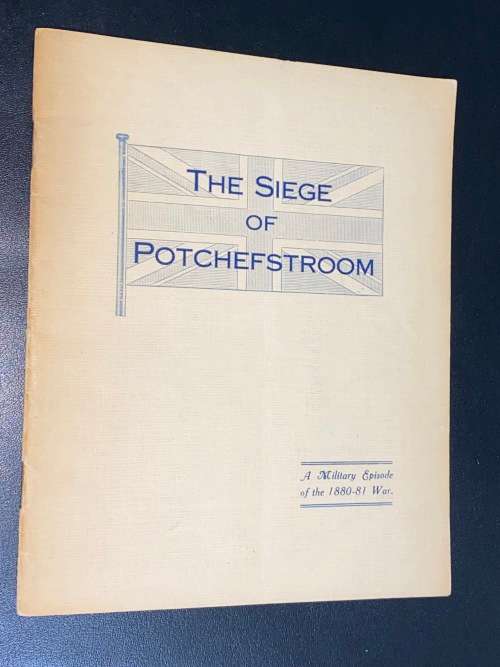 THE SIEGE
OF
POTCHEFSTROOM
A Military Episode
of the 1880-81 War.